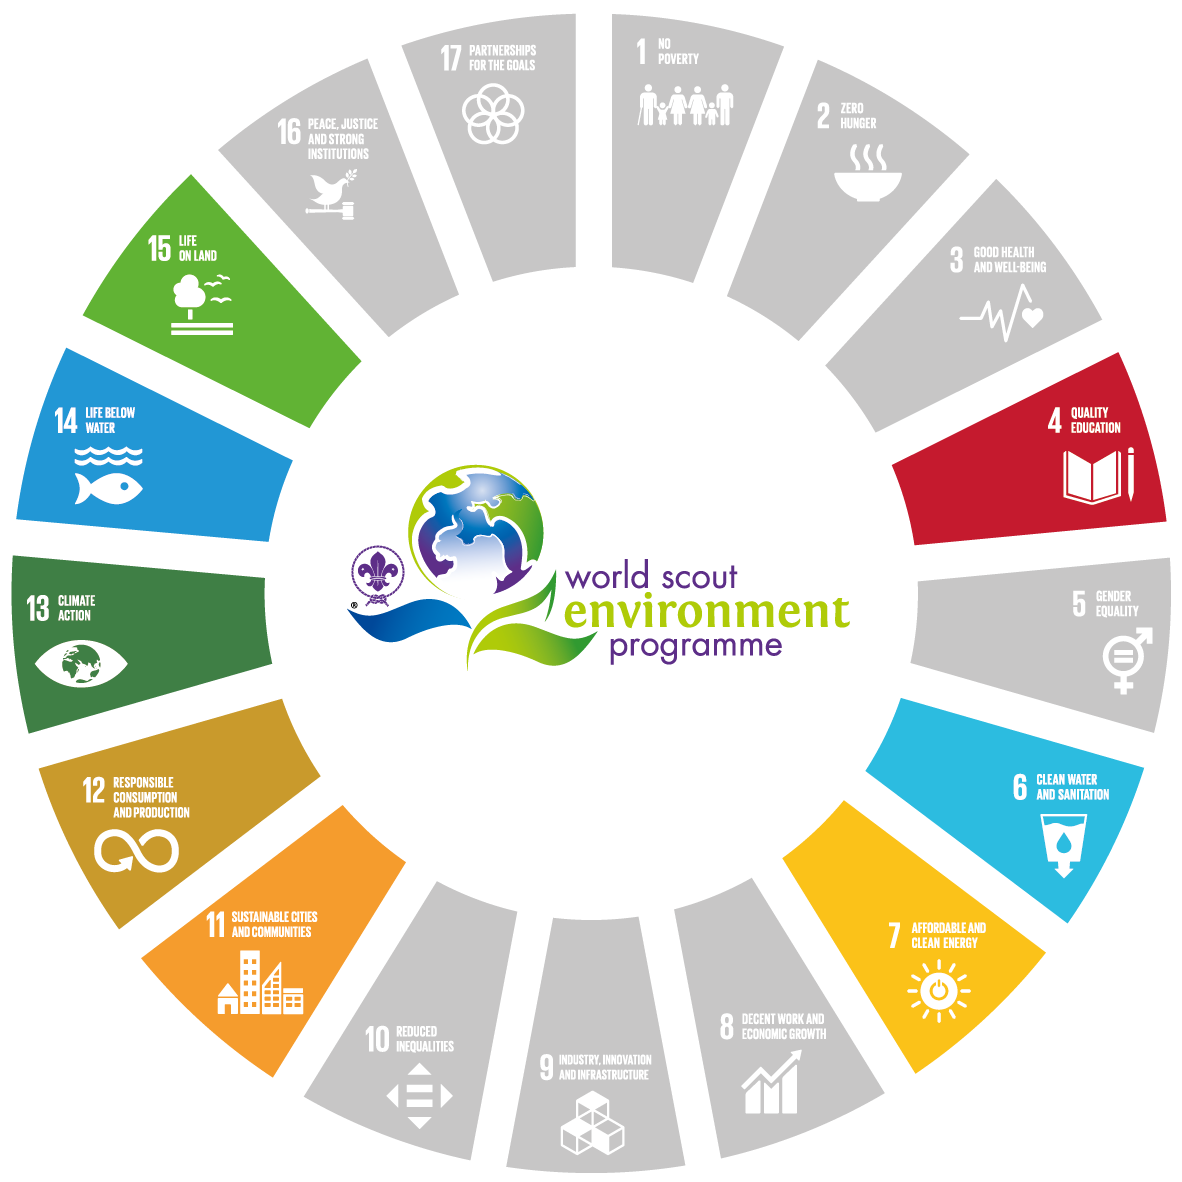 1 NO
POVERTY
2 ZERO
HUNGER
3 GOOD HEALTH
AND WELL-BEING
4 QUALITY
EDUCATION
5 GENDER
EQUALITY
6 CLEAN WATER
AND SANITATION
7 AFFORDABLE AND
CLEAN ENERGY
8 DECENT WORK AND
ECONOMIC GROWTH
9 INDUSTRY, INNOVATION
AND INFRASTRUCTURE
10 REDUCED
INEQUALITIES
11 SUSTAINABLE CITIES
AND COMMUNITIES
12 RESPONSIBLE
CONSUMPTION
AND PRODUCTION
13 CLIMATE
ACTION
14 LIFE BELOW
WATER
15 LIFE
ON LAND
16 PEACE, JUSTICE
AND STRONG
INSTITUTIONS
17 PARTNERSHIPS
FOR THE GOALS
®
world scout
environment
programme